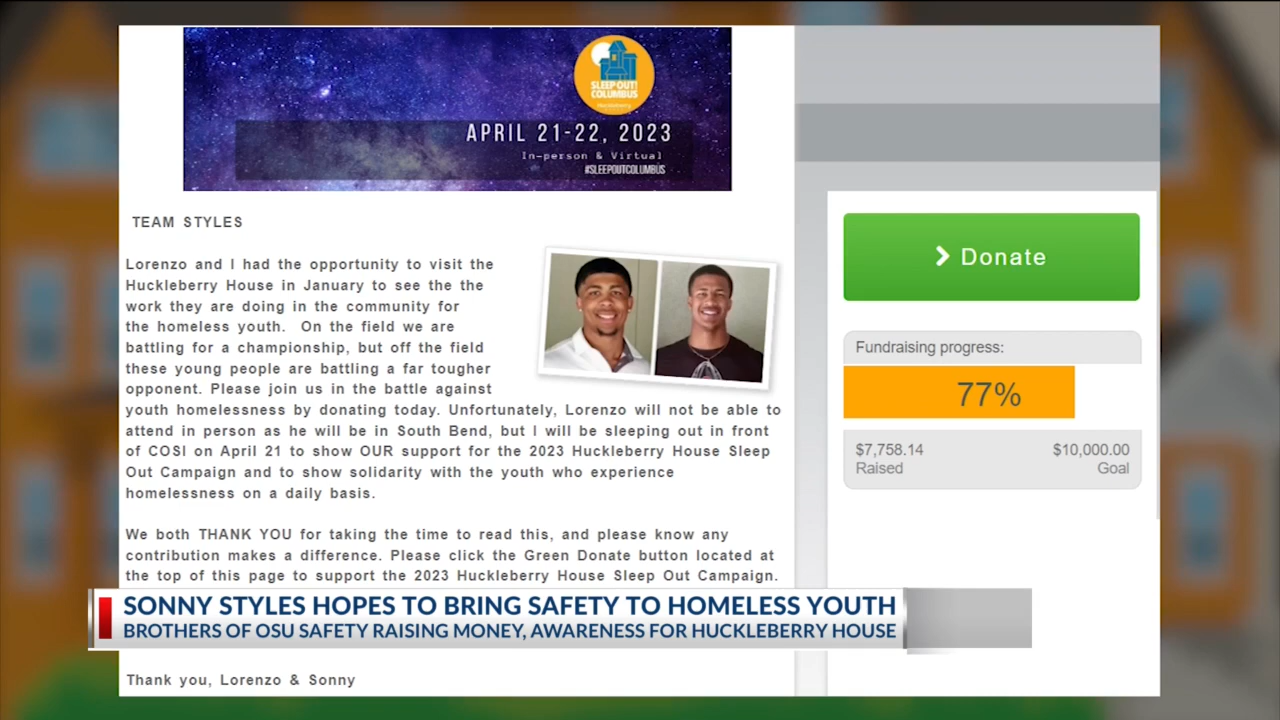 SLEEP OUT!
COLUMBUS
Huckleberry
APRIL 21-22, 2023
In-person & Virtual
#SLEEPOUTCOLUMBUS
TEAM STYLES
Lorenzo and I had the opportunity to visit the
Huckleberry House in January to see the the
work they are doing in the community for
the homeless youth.  On the field we are
battling for a championship, but off the field
these young people are battling a far tougher
opponent. Please join us in the battle against
youth homelessness by donating today. Unfortunately, Lorenzo will not be able to
attend in person as he will be in South Bend, but I will be sleeping out in front
of COSI on April 21 to show OUR support for the 2023 Huckleberry House Sleep
Out Campaign and to show solidarity with the youth who experience
homelessness on a daily basis.
We both THANK YOU for taking the time to read this, and please know any
contribution makes a difference. Please click the Green Donate button located at
the top of this page to support the 2023 Huckleberry House Sleep Out Campaign.
Thank you, Lorenzo & Sonny
Donate
Fundraising progress:
77%
$7,758.14 $10,000.00
Raised Goal
SONNY STYLES HOPES TO BRING SAFETY TO HOMELESS YOUTH
BROTHERS OF OSU SAFETY RAISING MONEY, AWARENESS FOR HUCKLEBERRY HOUSE